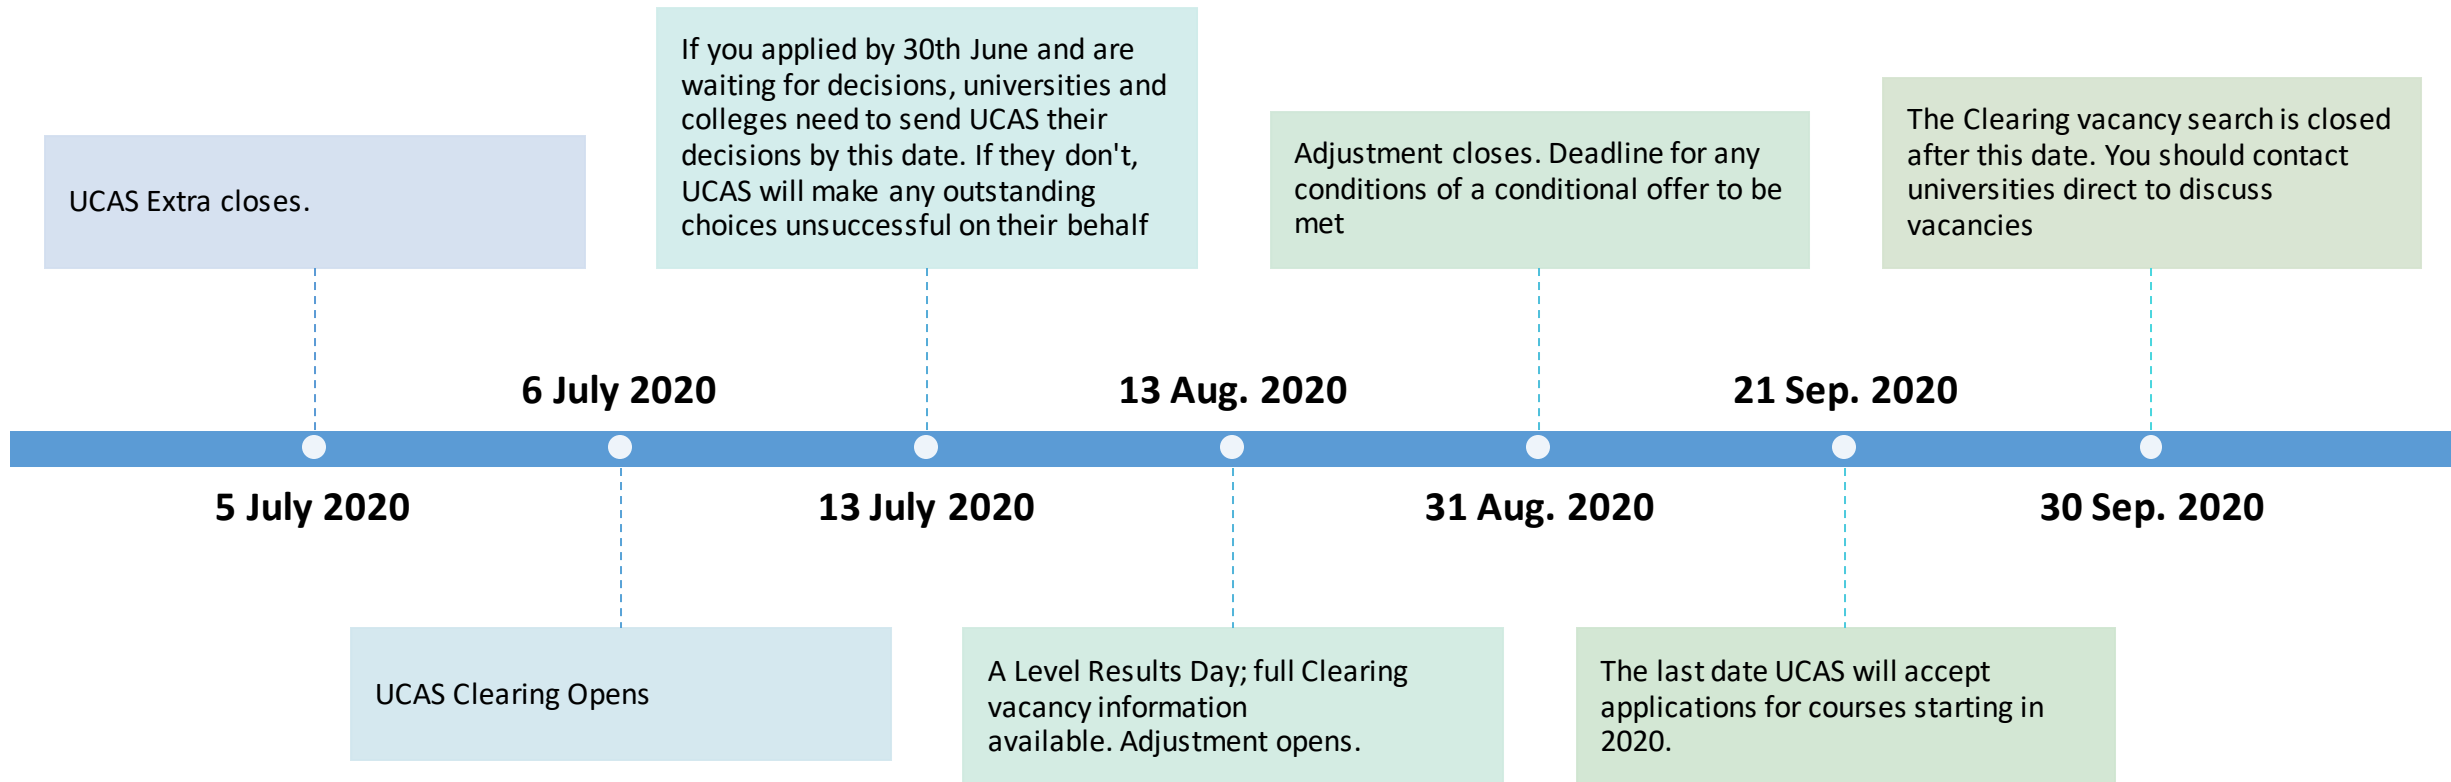 If you applied by 30th June and are
waiting for decisions, universities and
colleges need to send UCAS their
decisions by this date. If they don't,
UCAS will make any outstanding
choices unsuccessful on their behalf
The Clearing vacancy search is closed
after this date. You should contact
universities direct to discuss
vacancies
Adjustment closes. Deadline for any
conditions of a conditional offer to be
met
UCAS Extra closes.
6 July 2020
13 Aug. 2020
21 Sep. 2020
5 July 2020
13 July 2020
31 Aug. 2020
30 Sep. 2020
UCAS Clearing Opens
A Level Results Day; full Clearing
vacancy information
available. Adjustment opens.
The last date UCAS will accept
applications for courses starting in
2020.